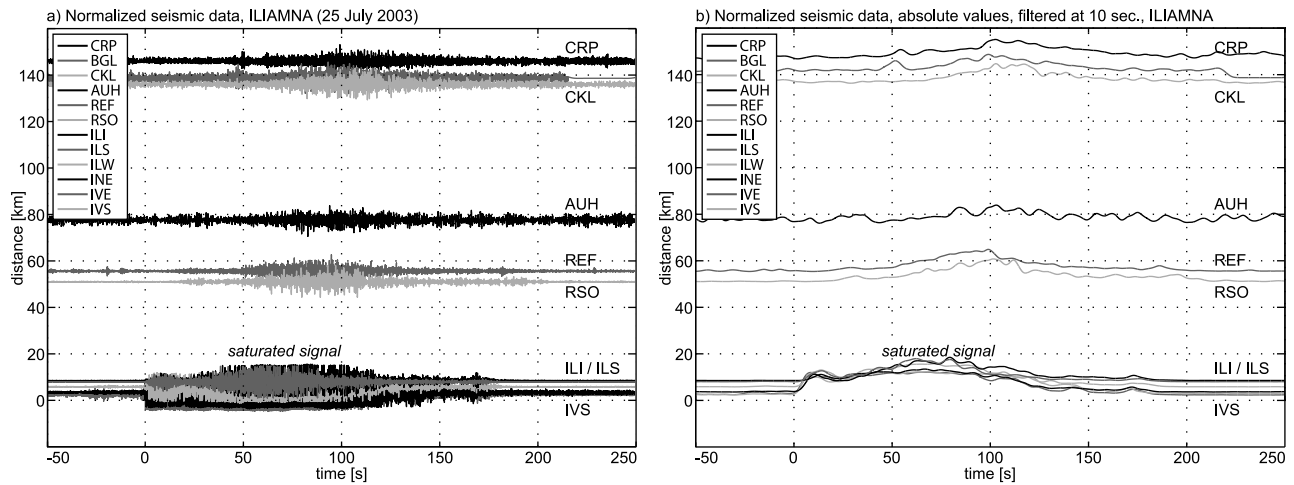 a) Normalized seismic data, ILIAMNA (25 July 2003)
CRP
BGL
CKL
AUH
REF
RSO
ILI
ILS
ILW
INE
IVE
IVS
CRP
CKL
AUH
REF
RSO
saturated signal
ILI / ILS
IVS
140
120
100
80
60
40
20
0
distance [km]
-50
0
50
100
150
200
250
time [s]
b) Normalized seismic data, absolute values, filtered at 10 sec., ILIAMNA
CRP
BGL
CKL
AUH
REF
RSO
ILI
ILS
ILW
INE
IVE
IVS
CRP
CKL
AUH
REF
RSO
saturated signal
ILI / ILS
IVS
140
120
100
80
60
40
20
0
distance [km]
-50
0
50
100
150
200
250
time [s]